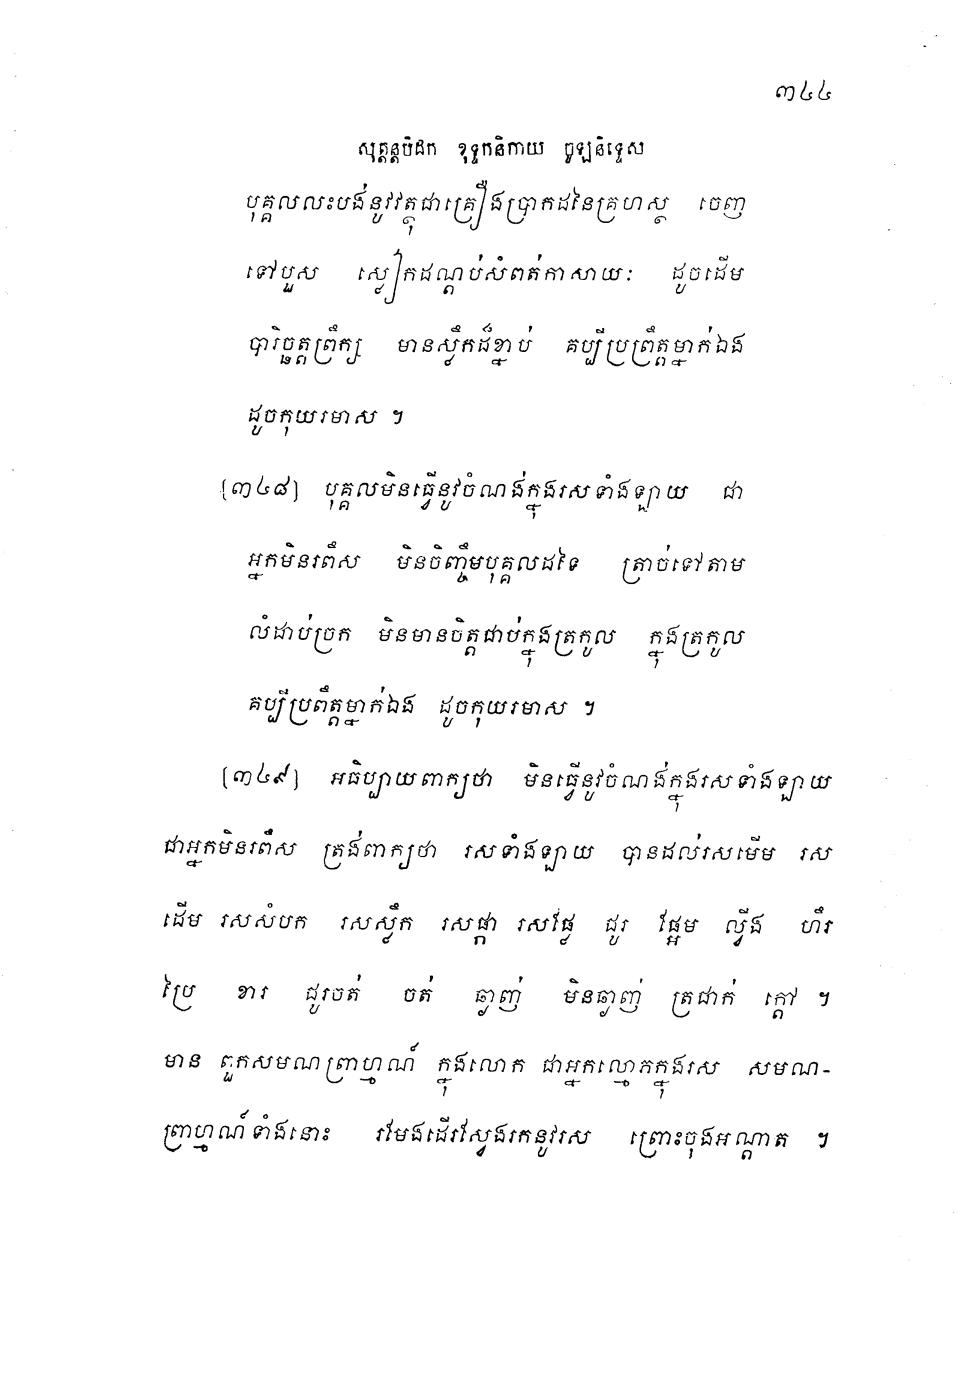 ៣៤៤
សុត្តន្តបិដក ខុទ្ទកនិកាយ ចូឡនិទ្ទេស
បុគ្គលលះបង់នូវវត្ថុជាគ្រឿងប្រាកដនៃគ្រហស្ថ ចេញ
ទៅបួស ស្លៀកដណ្តប់សំពត់កាសាយៈ ដូចដើម
បារិច្ឆត្តព្រឹក្ស មានស្លឹកដ៏ខ្ជាប់ គប្បីប្រព្រឹត្តម្នាក់ឯង
ដូចកុយរមាស ។
[៣៤៨] បុគ្គលមិនធ្វើនូវចំណង់ក្នុងរសទាំងឡាយ ជា
អ្នកមិនរពឹស មិនចិញ្ចឹមបុគ្គលដទៃ ត្រាច់ទៅតាម
លំដាប់ច្រក មិនមានចិត្តជាប់ក្នុងត្រកូល ក្នុងត្រកូល
គប្បីប្រពឹត្តម្នាក់ឯង ដូចកុយរមាស ។
[៣៤៩] អធិប្បាយពាក្យថា មិនធ្វើនូវចំណង់ក្នុងរសទាំងឡាយ
ជាអ្នកមិនរពឹស ត្រង់ពាក្យថា រសទាំងឡាយ បានដល់រសមើម រស
ដើម រសសំបក រសស្លឹក រសផ្កា រសផ្លែ ជូរ ផ្អែម ល្វីង ហឹរ
ប្រៃ ខារ ជូរចត់ ចត់ ឆ្ងាញ់ មិនឆ្ងាញ់ ត្រជាក់ ក្តៅ ។
មាន ពួកសមណព្រាហ្មណ៍ ក្នុងលោក ជាអ្នកល្មោភក្នុងរស សមណ-
ព្រាហ្មណ៍ទាំងនោះ រមែងដើរស្វែងរកនូវរស ព្រោះចុងអណ្តាត ។